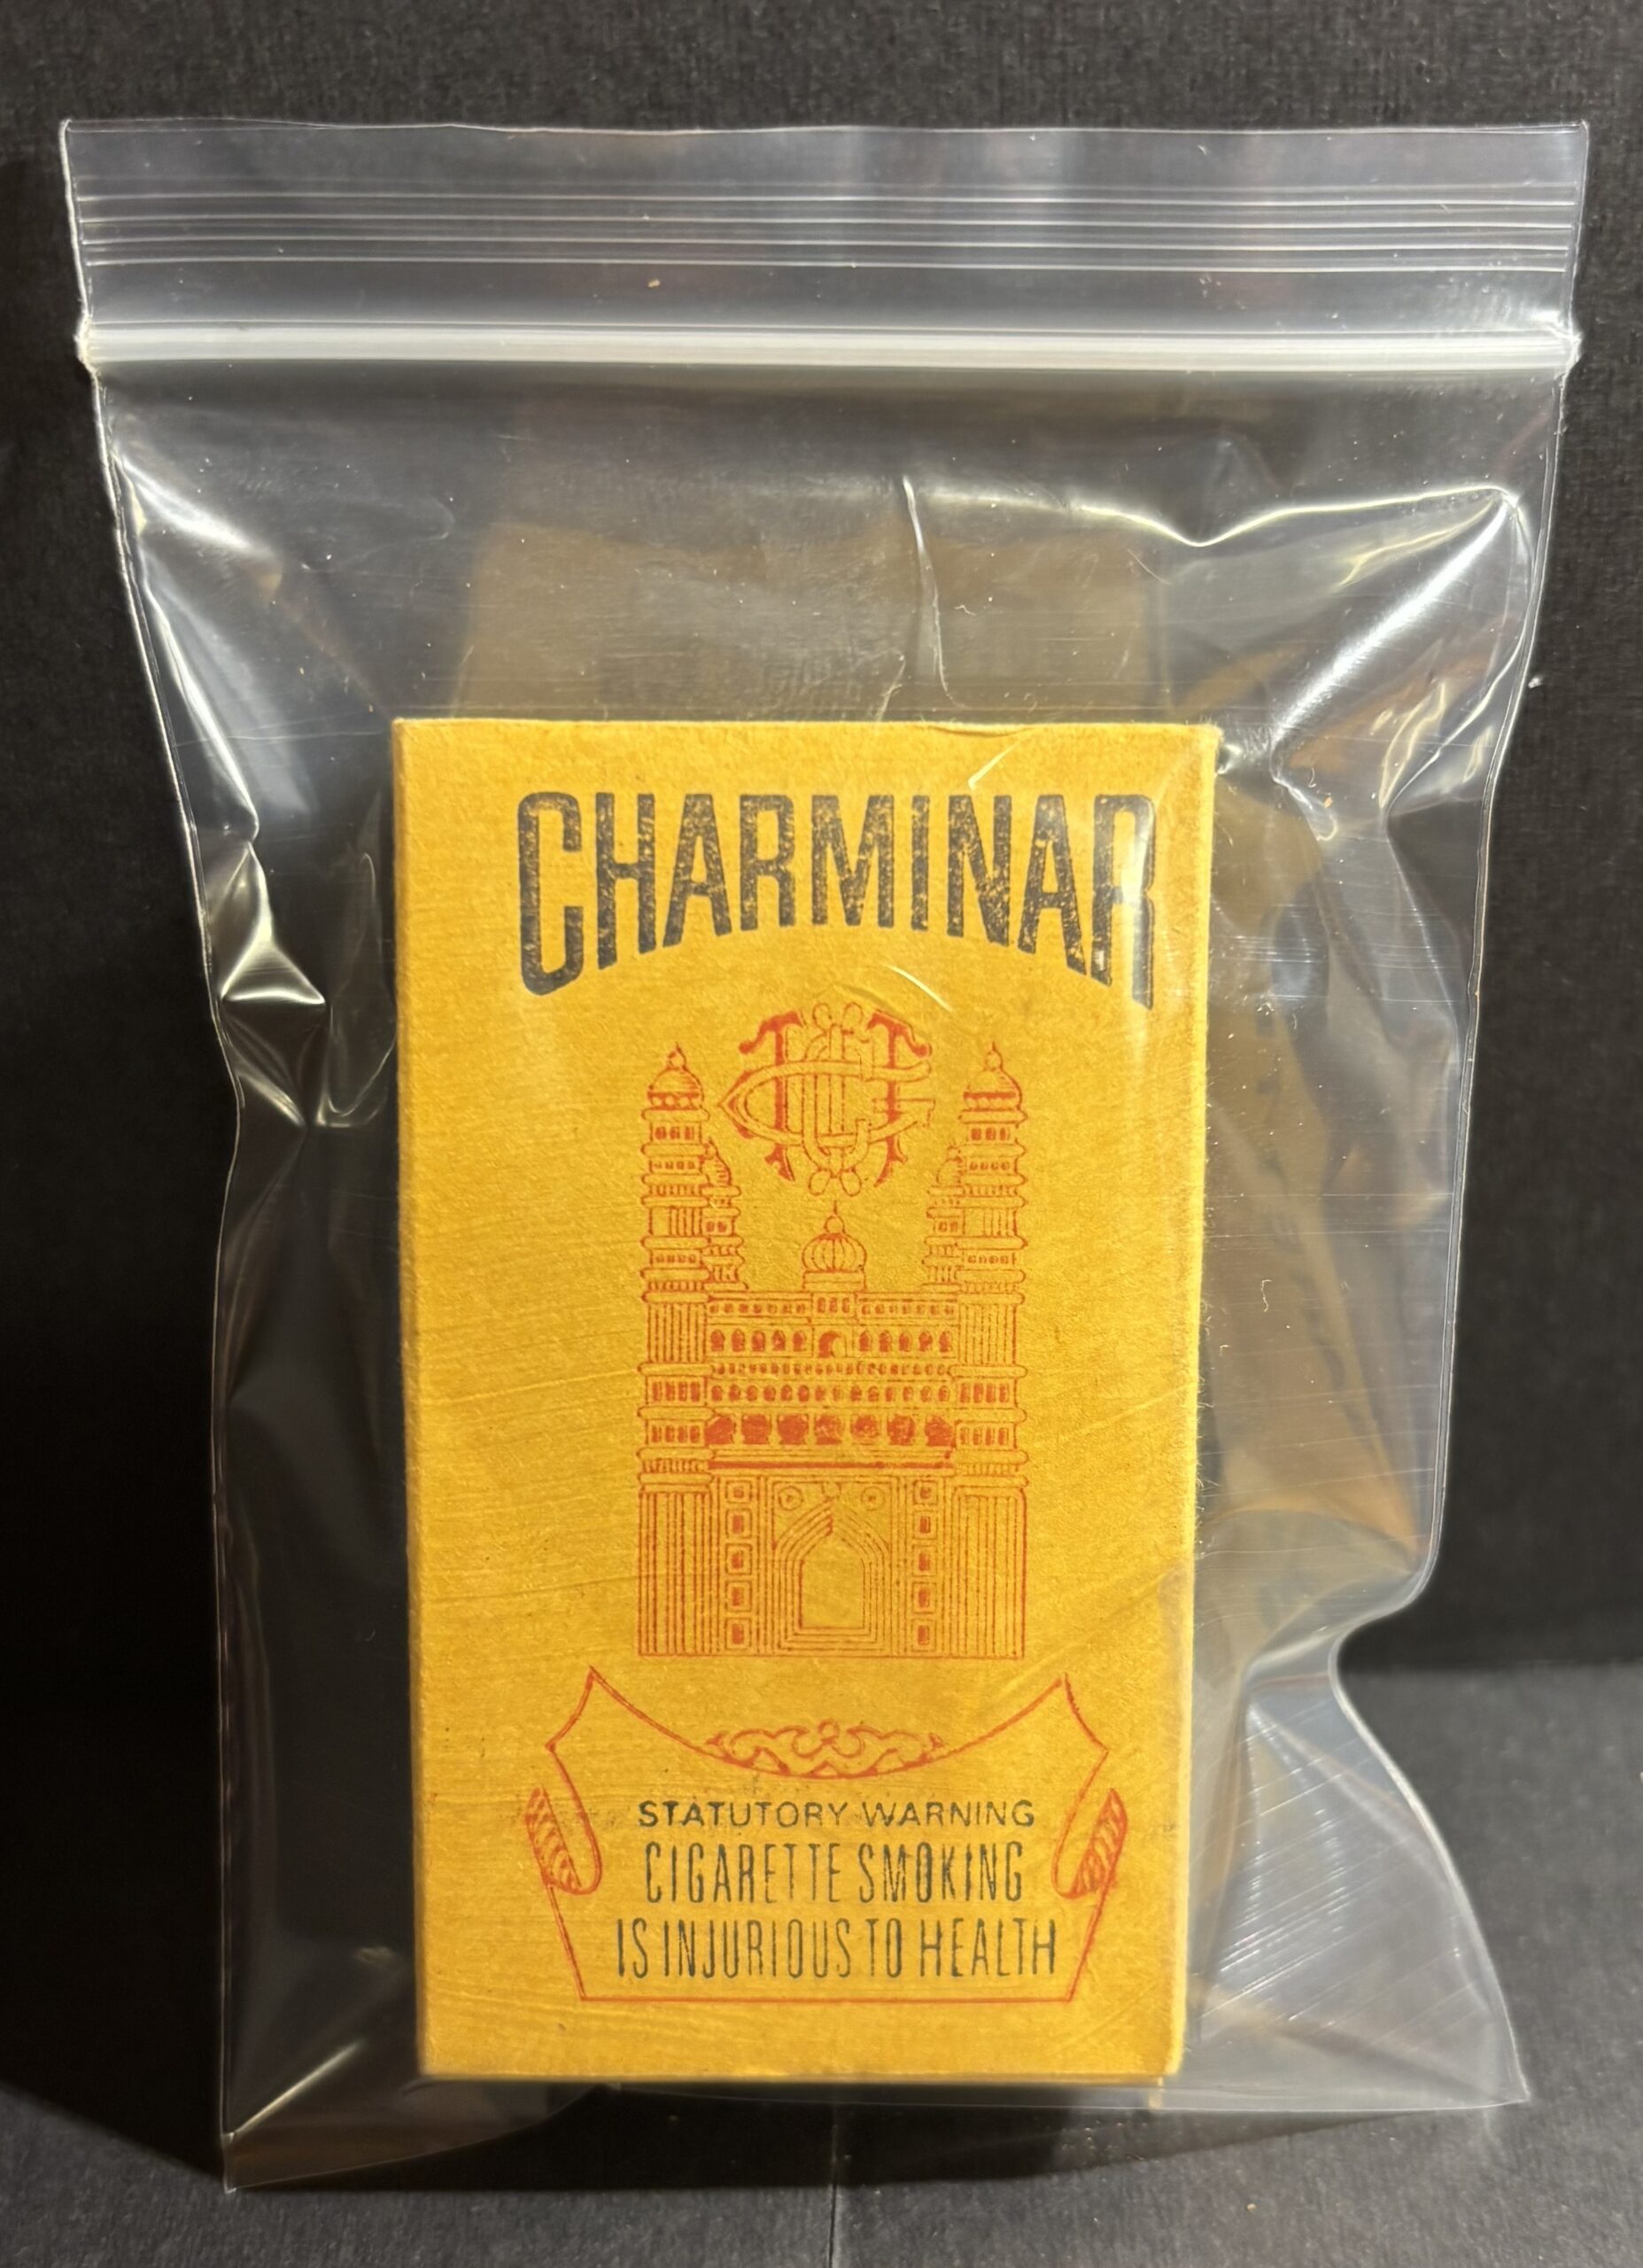 CHARMINAR
STATUTORY WARNING
CIGARETTE SMOKING
IS INJURIOUS TO HEALTH